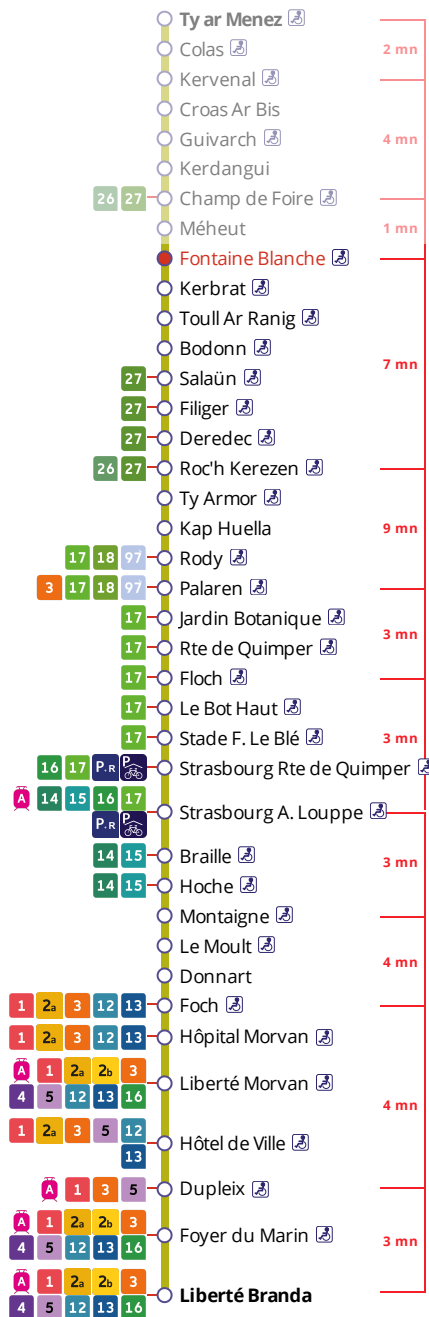 Ty ar Menez
Colas
2 mn
Kervenal
Croas Ar Bis
Guivarch
4 mn
Kerdangui
26 27 Champ de Foire
Méheut
1 mn
Fontaine Blanche
Kerbrat
Toull Ar Ranig
Bodonn
7 mn
27 Salaün
27 Filiger
27 Deredec
26 27 Roc'h Kerezen
Ty Armor
Kap Huella
9 mn
17 18 97 Rody
3 17 18 97 Palaren
17 Jardin Botanique
3 mn
17 Rte de Quimper
17 Floch
17 Le Bot Haut
17 Stade F. Le Blé
3 mn
16 17 P+R P Strasbourg Rte de Quimper
A 14 15 16 17
P+R P
Strasbourg A. Louppe
14 15 Braille
3 mn
14 15 Hoche
Montaigne
Le Moult
4 mn
Donnart
1 2a 3 12 13 Foch
1 2a 3 12 13 Hôpital Morvan
A 1 2a 2b 3
4 5 12 13 16
Liberté Morvan
4 mn
1 2a 3 5 12
13
Hôtel de Ville
A 1 3 5 Dupleix
A 1 2a 2b 3
4 5 12 13 16
Foyer du Marin
3 mn
A 1 2a 2b 3
4 5 12 13 16
Liberté Branda